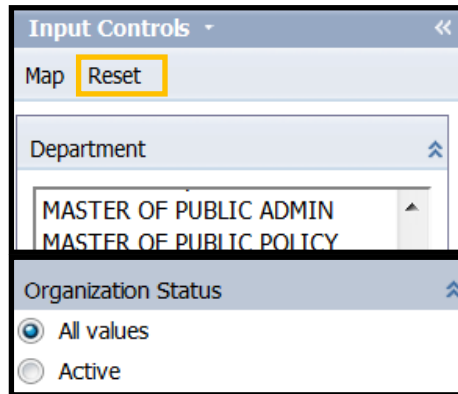 Input Controls
Map Reset
Department
MASTER OF PUBLIC ADMIN
MASTER OF PUBLIC POLICY
Organization Status
All values
Active